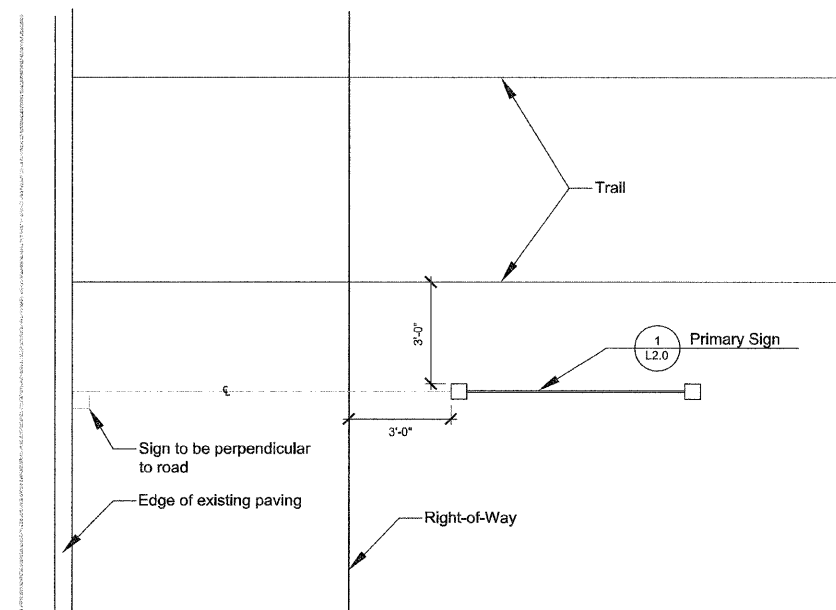 Trail
3'-0"
1
L2.0
Primary Sign
℄
3'-0"
Sign to be perpendicular
to road
Edge of existing paving
Right-of-Way